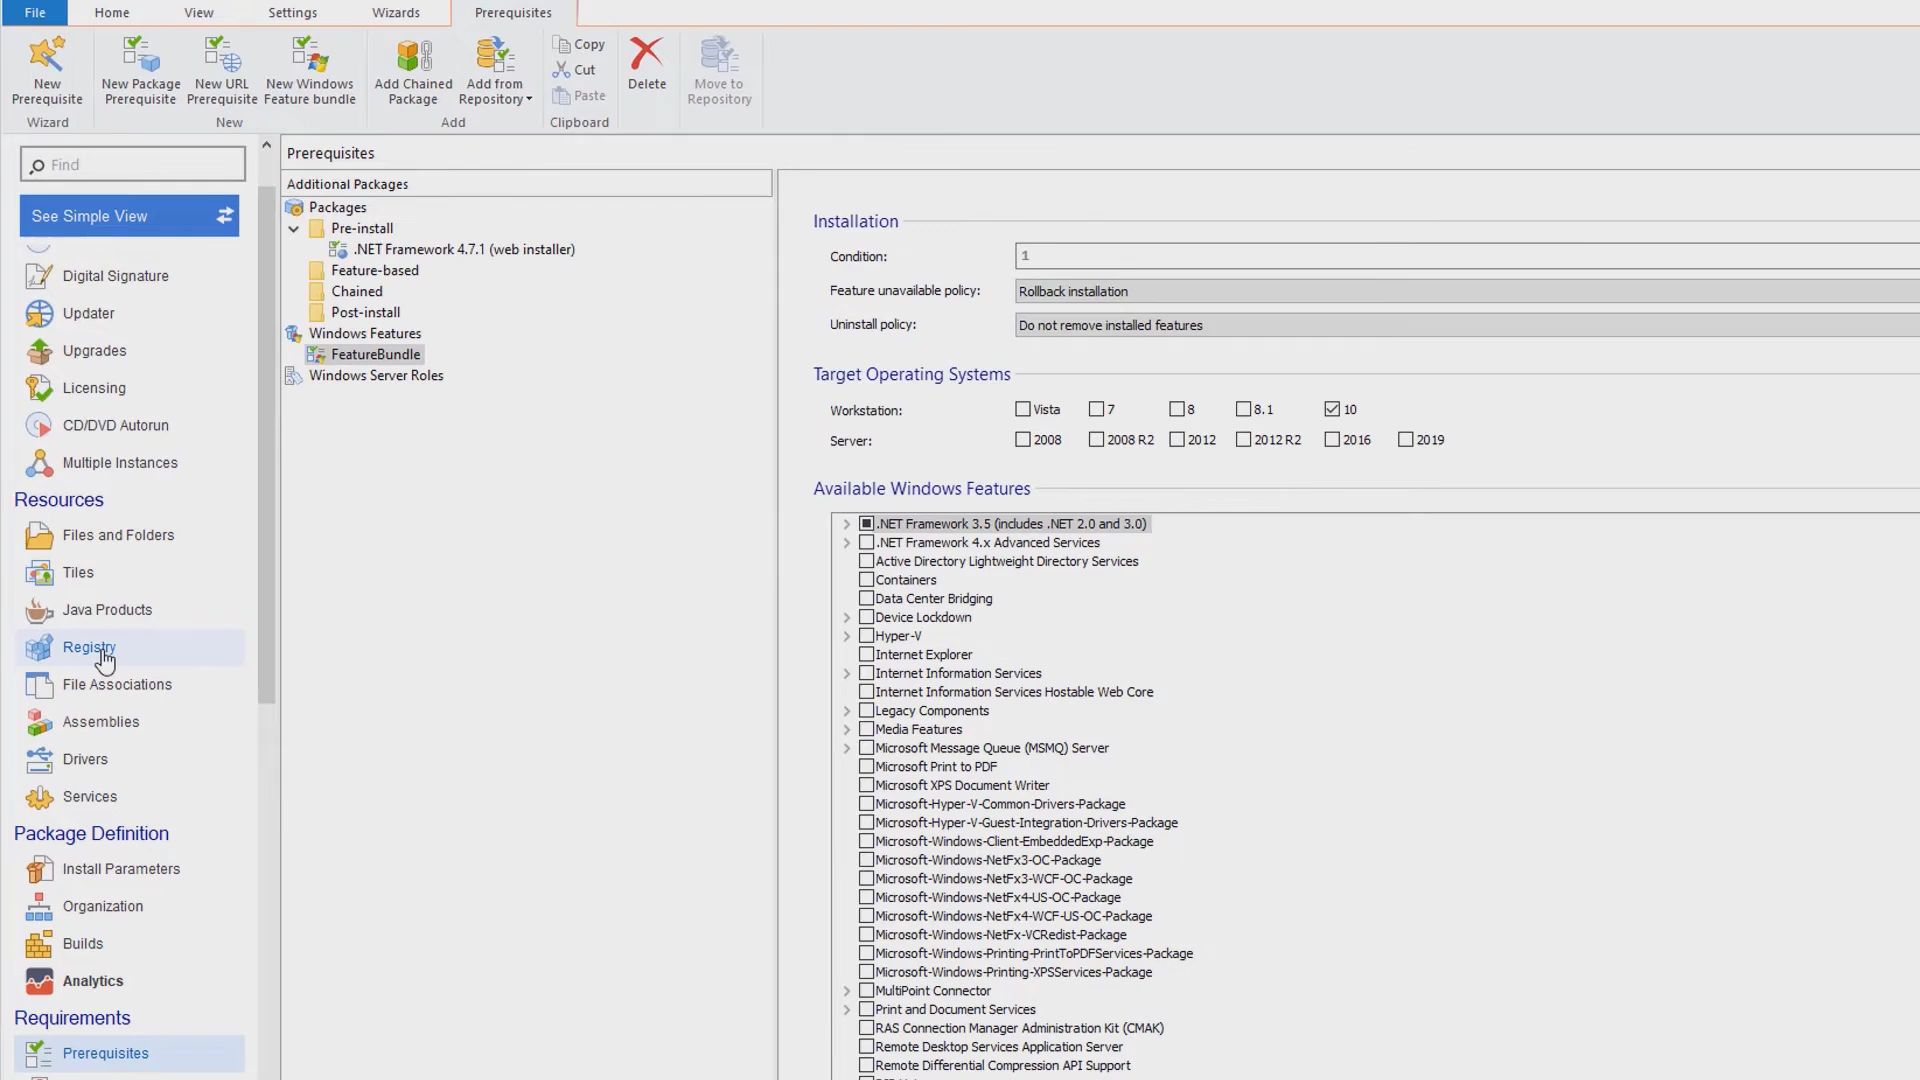 File Home View Settings Wizards Prerequisites
New Prerequisite
New Package Prerequisite
New URL Prerequisite
New Windows Feature bundle
Add Chained Package
Add from Repository
Copy
Cut
Paste
Delete
Move to Repository
Wizard New Add Clipboard
Find
See Simple View
Digital Signature
Updater
Upgrades
Licensing
CD/DVD Autorun
Multiple Instances
Resources
Files and Folders
Tiles
Java Products
Registry
File Associations
Assemblies
Drivers
Services
Package Definition
Install Parameters
Organization
Builds
Analytics
Requirements
Prerequisites
Prerequisites
Additional Packages
Packages
Pre-install
.NET Framework 4.7.1 (web installer)
Feature-based
Chained
Post-install
Windows Features
FeatureBundle
Windows Server Roles
Installation
Condition: 1
Feature unavailable policy: Rollback installation
Uninstall policy: Do not remove installed features
Target Operating Systems
Workstation: Vista 7 8 8.1 10
Server: 2008 2008 R2 2012 2012 R2 2016 2019
Available Windows Features
.NET Framework 3.5 (includes .NET 2.0 and 3.0)
.NET Framework 4.x Advanced Services
Active Directory Lightweight Directory Services
Containers
Data Center Bridging
Device Lockdown
Hyper-V
Internet Explorer
Internet Information Services
Internet Information Services Hostable Web Core
Legacy Components
Media Features
Microsoft Message Queue (MSMQ) Server
Microsoft Print to PDF
Microsoft XPS Document Writer
Microsoft-Hyper-V-Common-Drivers-Package
Microsoft-Hyper-V-Guest-Integration-Drivers-Package
Microsoft-Windows-Client-EmbeddedExp-Package
Microsoft-Windows-NetFx3-OC-Package
Microsoft-Windows-NetFx3-WCF-OC-Package
Microsoft-Windows-NetFx4-US-OC-Package
Microsoft-Windows-NetFx4-WCF-US-OC-Package
Microsoft-Windows-NetFx-VCRedist-Package
Microsoft-Windows-Printing-PrintToPDFServices-Package
Microsoft-Windows-Printing-XPSServices-Package
MultiPoint Connector
Print and Document Services
RAS Connection Manager Administration Kit (CMAK)
Remote Desktop Services Application Server
Remote Differential Compression API Support